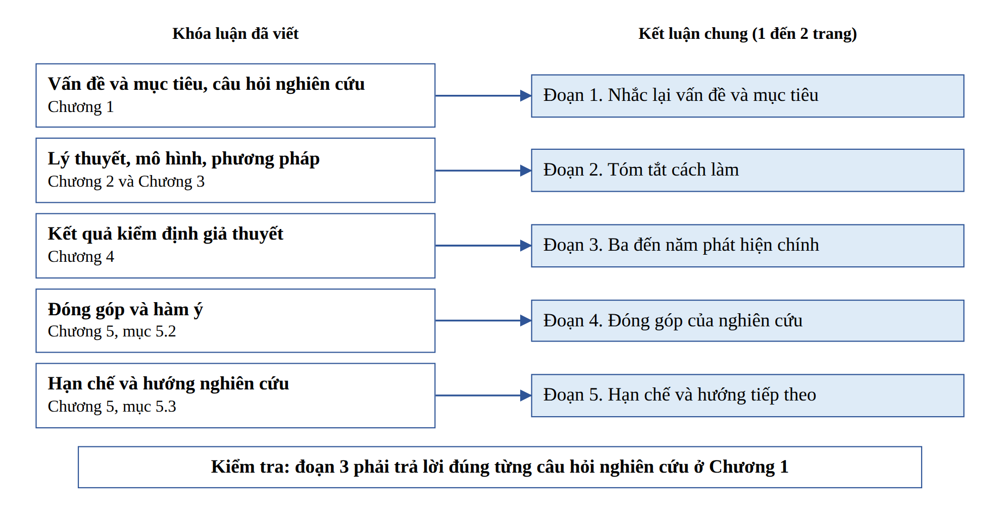 Khóa luận đã viết
Kết luận chung (1 đến 2 trang)
Vấn đề và mục tiêu, câu hỏi nghiên cứu
Chương 1
Đoạn 1. Nhắc lại vấn đề và mục tiêu
Lý thuyết, mô hình, phương pháp
Chương 2 và Chương 3
Đoạn 2. Tóm tắt cách làm
Kết quả kiểm định giả thuyết
Chương 4
Đoạn 3. Ba đến năm phát hiện chính
Đóng góp và hàm ý
Chương 5, mục 5.2
Đoạn 4. Đóng góp của nghiên cứu
Hạn chế và hướng nghiên cứu
Chương 5, mục 5.3
Đoạn 5. Hạn chế và hướng tiếp theo
Kiểm tra: đoạn 3 phải trả lời đúng từng câu hỏi nghiên cứu ở Chương 1